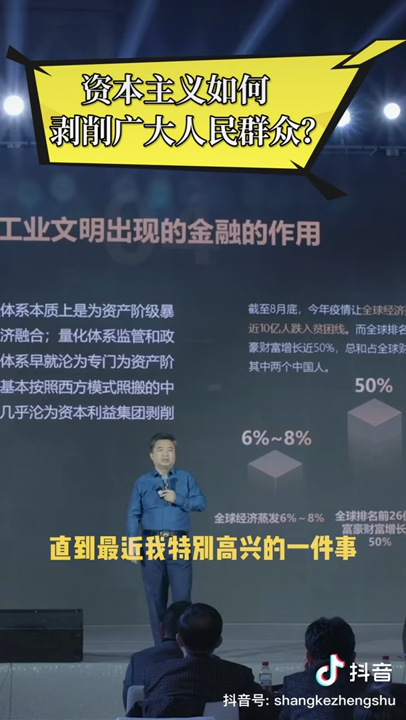 资本主义如何
剥削广大人民群众？
工业文明出现的金融的作用
体系本质上是为资产阶级暴
济融合；量化体系监管和政
体系早就沦为专门为资产阶
基本按照西方模式照搬的中
几乎沦为资本利益集团剥削
截至8月底，今年疫情让全球经济
近10亿人跌入贫困线。而全球排名
豪财富增长近50%，总和占全球财
其中两个中国人。
50%
6%~8%
全球经济蒸发6%~8%
全球排名前26
富豪财富增长
50%
直到最近我特别高兴的一件事
抖音
抖音号：shangkezhengshu